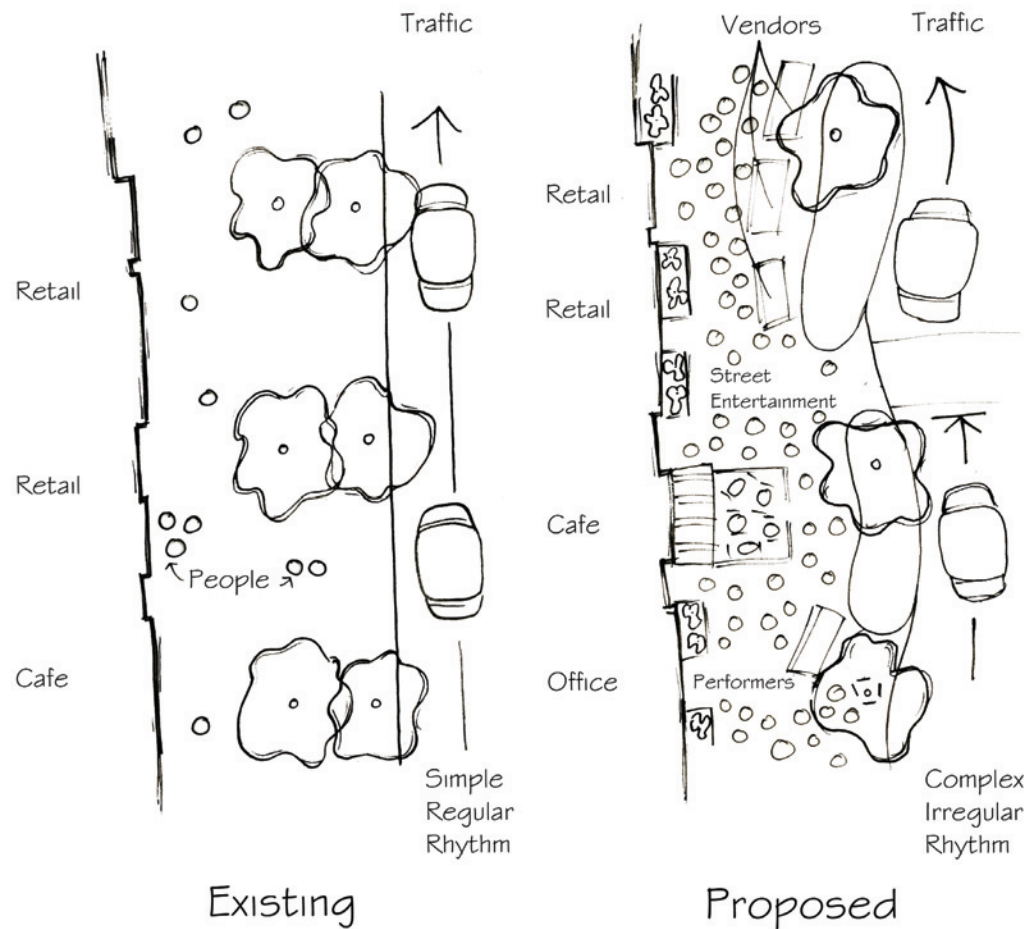 Traffic
Retail
Retail
People
Cafe
Simple
Regular
Rhythm
Existing
Vendors
Traffic
Retail
Retail
Street
Entertainment
Cafe
Office
Performers
Complex
Irregular
Rhythm
Proposed